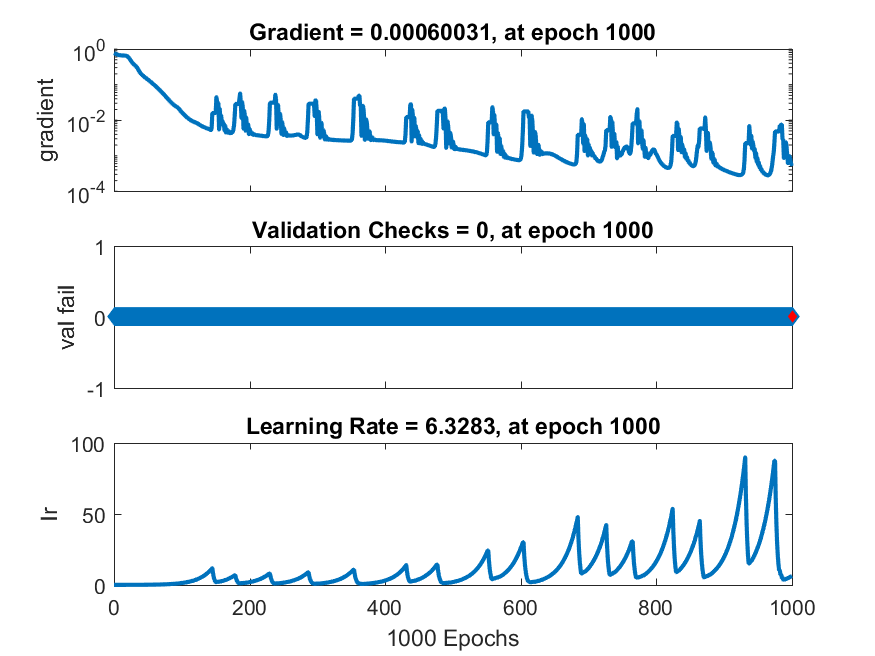 Gradient = 0.00060031, at epoch 1000
10^0
10^-2
10^-4
gradient
Validation Checks = 0, at epoch 1000
1
0
-1
val fail
Learning Rate = 6.3283, at epoch 1000
100
50
0
lr
0 200 400 600 800 1000
1000 Epochs